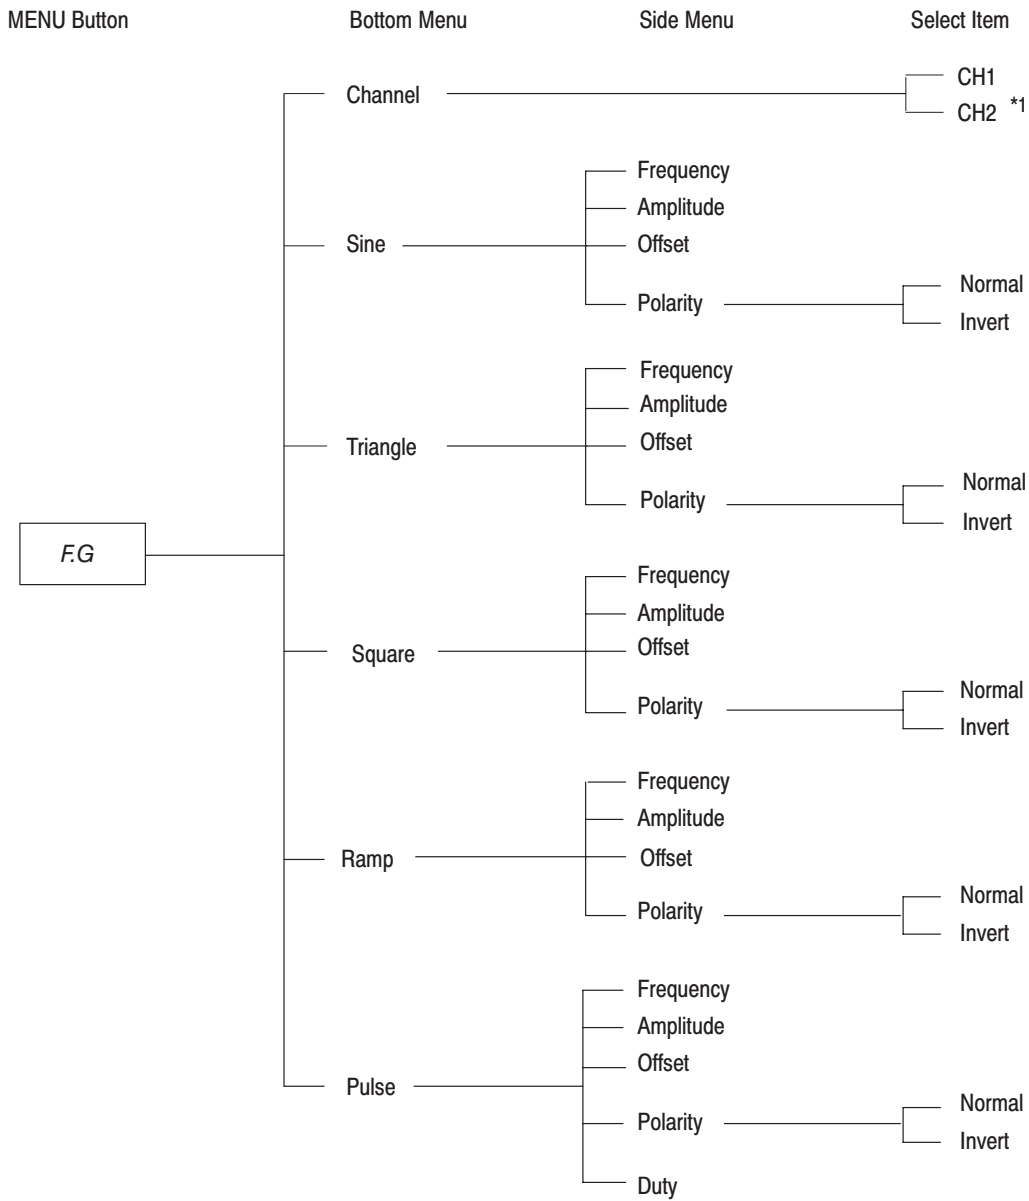 MENU Button Bottom Menu Side Menu Select Item
Channel
CH1
CH2 *1
Sine
Frequency
Amplitude
Offset
Polarity
Normal
Invert
Triangle
Frequency
Amplitude
Offset
Polarity
Normal
Invert
F.G
Square
Frequency
Amplitude
Offset
Polarity
Normal
Invert
Ramp
Frequency
Amplitude
Offset
Polarity
Normal
Invert
Pulse
Frequency
Amplitude
Offset
Polarity
Normal
Invert
Duty